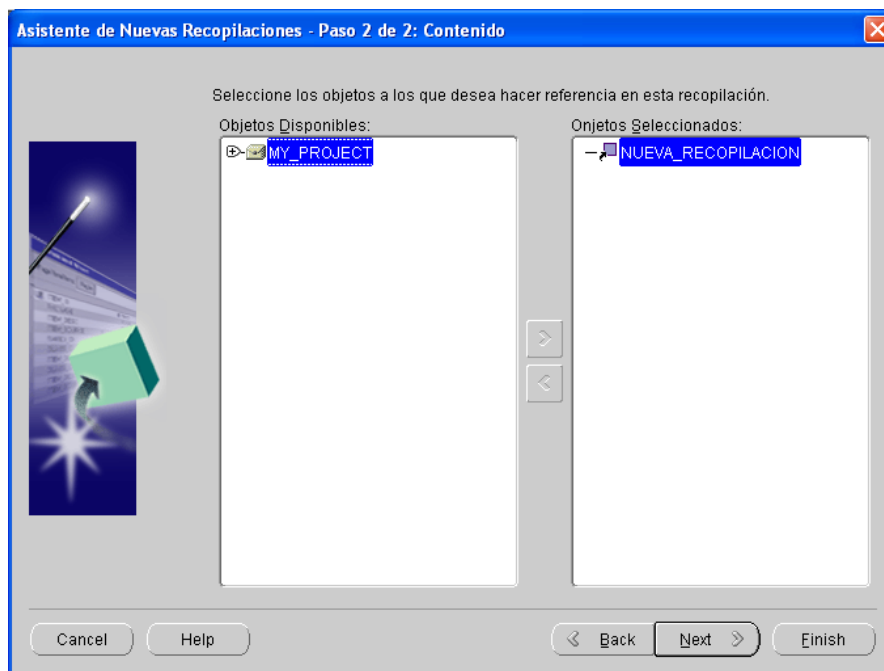 Asistente de Nuevas Recopilaciones - Paso 2 de 2: Contenido
Seleccione los objetos a los que desea hacer referencia en esta recopilación.
Objetos Disponibles:
Onjetos Seleccionados:
MY_PROJECT
NUEVA_RECOPILACION
Cancel
Help
Back
Next
Finish